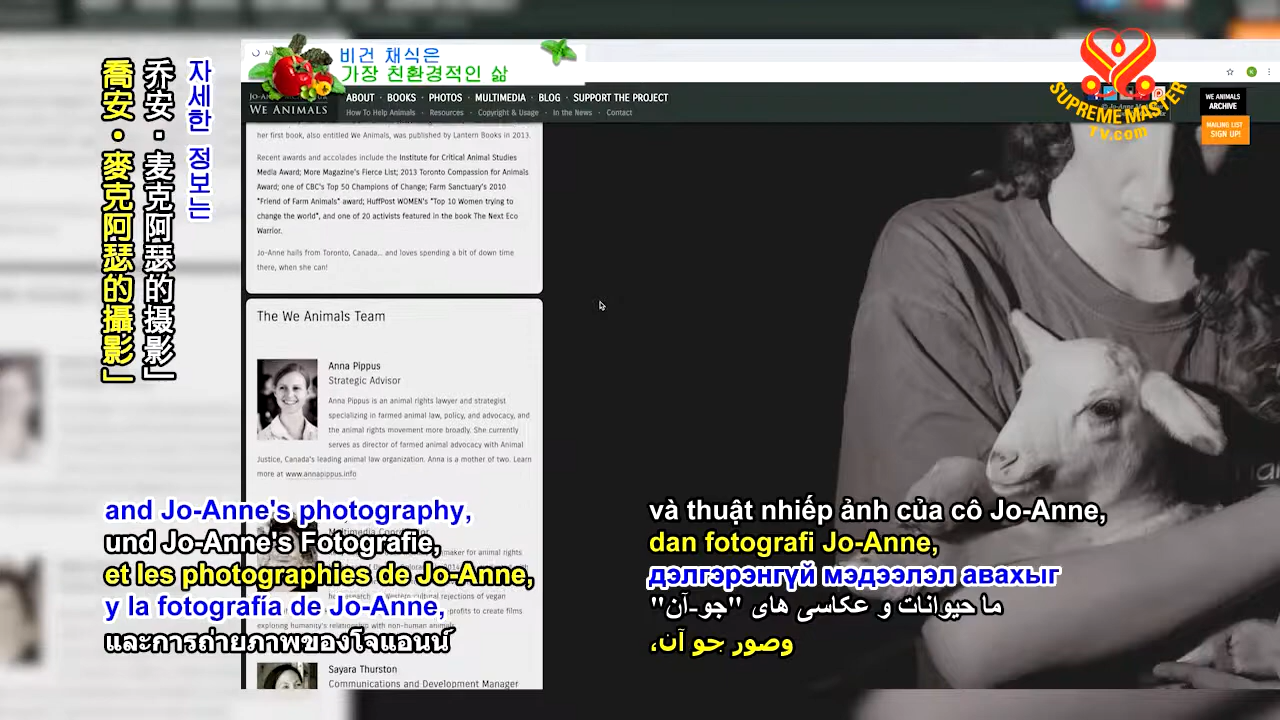 비건 채식은
가장 친환경적인 삶
SUPREME MASTER
TV.com
WE ANIMALS
ABOUT · BOOKS · PHOTOS · MULTIMEDIA · BLOG · SUPPORT THE PROJECT
How To Help Animals · Resources · Copyright & Usage · In the News · Contact
WE ANIMALS
ARCHIVE
MAILING LIST
SIGN UP!
자세한 정보는
乔安·麦克阿瑟的摄影」
喬安·麥克阿瑟的攝影」
her first book, also entitled We Animals, was published by Lantern Books in 2013.
Recent awards and accolades include the Institute for Critical Animal Studies
Media Award; More Magazine's Fierce List; 2013 Toronto Compassion for Animals
Award; one of CBC's Top 50 Champions of Change; Farm Sanctuary's 2010
"Friend of Farm Animals" award; HuffPost WOMEN's "Top 10 Women trying to
change the world", and one of 20 activists featured in the book The Next Eco
Warrior.
Jo-Anne hails from Toronto, Canada... and loves spending a bit of down time
there, when she can!
The We Animals Team
Anna Pippus
Strategic Advisor
Anna Pippus is an animal rights lawyer and strategist
specializing in farmed animal law, policy, and advocacy, and
the animal rights movement more broadly. She currently
serves as director of farmed animal advocacy with Animal
Justice, Canada's leading animal law organization. Anna is a mother of two. Learn
more at www.annapippus.info
and Jo-Anne's photography,
und Jo-Anne's Fotografie,
et les photographies de Jo-Anne,
y la fotografía de Jo-Anne,
และการถ่ายภาพของโจแอนน์
exploring humanity's relationship with non-human animals.
Sayara Thurston
Communications and Development Manager
và thuật nhiếp ảnh của cô Jo-Anne,
dan fotografi Jo-Anne,
дэлгэрэнгүй мэдээлэл авахыг
ما حیوانات و عکاسی های "جو-آن"
وصور جو آن،